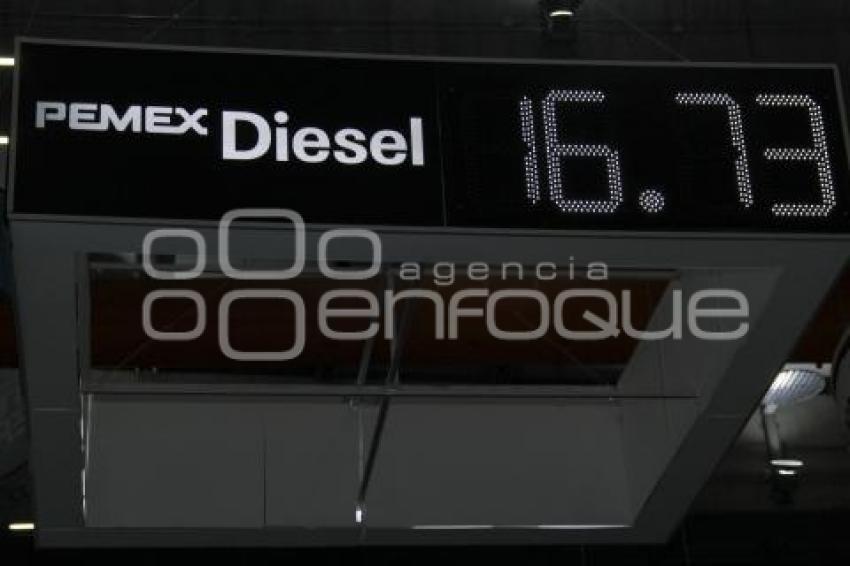 PEMEX Diesel 16.73
agencia
enfoque